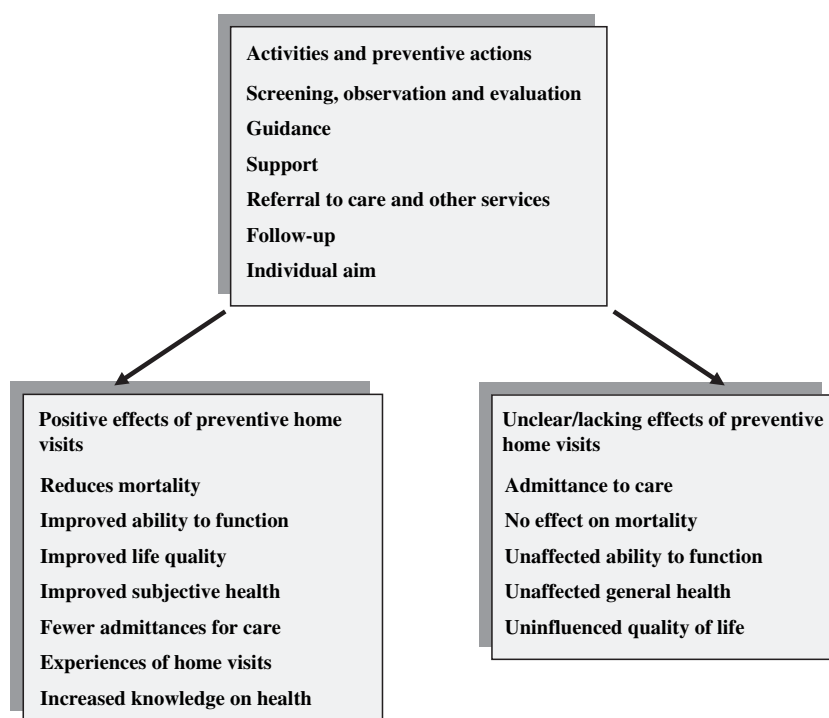 Activities and preventive actions
Screening, observation and evaluation
Guidance
Support
Referral to care and other services
Follow-up
Individual aim
Positive effects of preventive home
visits
Reduces mortality
Improved ability to function
Improved life quality
Improved subjective health
Fewer admittances for care
Experiences of home visits
Increased knowledge on health
Unclear/lacking effects of preventive
home visits
Admittance to care
No effect on mortality
Unaffected ability to function
Unaffected general health
Uninfluenced quality of life